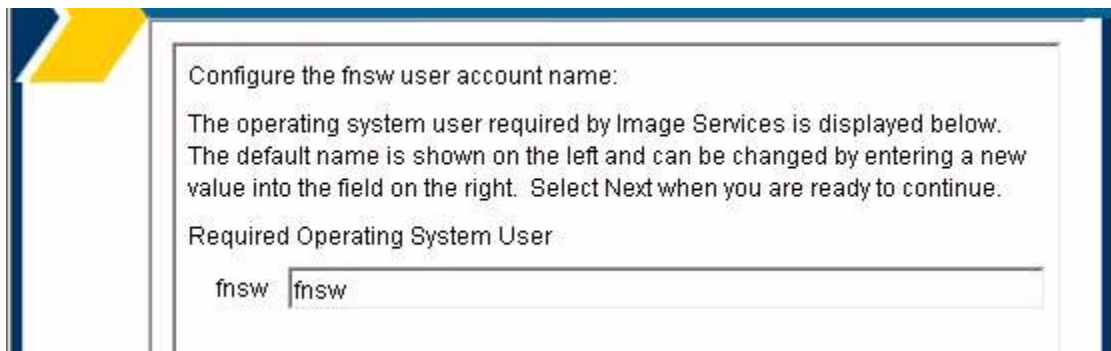 Configure the fnsw user account name:
The operating system user required by Image Services is displayed below.
The default name is shown on the left and can be changed by entering a new
value into the field on the right.  Select Next when you are ready to continue.
Required Operating System User
fnsw fnsw